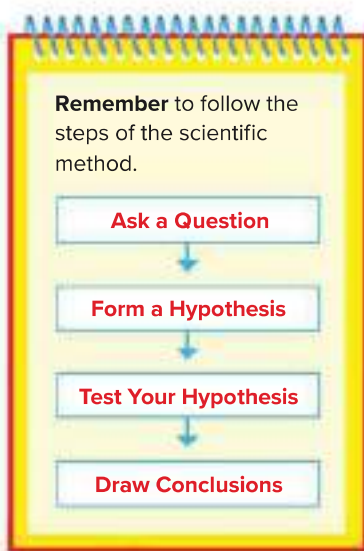 Remember to follow the
steps of the scientific
method.
Ask a Question
Form a Hypothesis
Test Your Hypothesis
Draw Conclusions